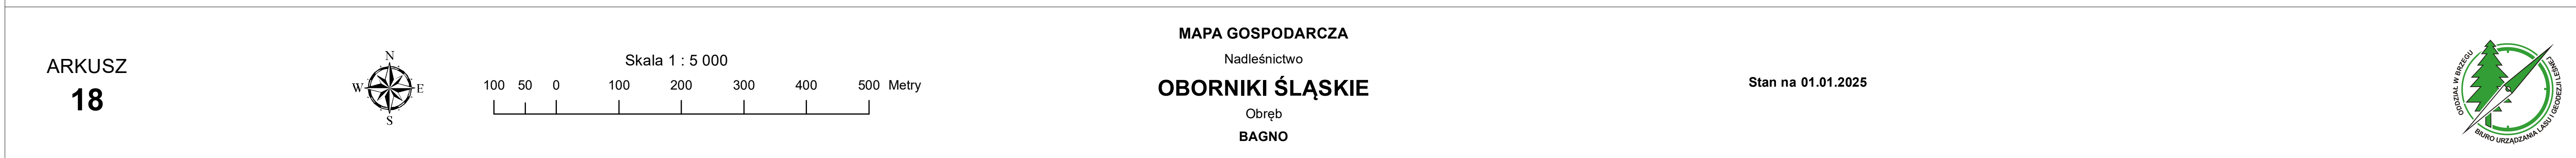 ARKUSZ
18
N
W E
S
Skala 1 : 5 000
100 50 0 100 200 300 400 500 Metry
MAPA GOSPODARCZA
Nadleśnictwo
OBORNIKI ŚLĄSKIE
Obręb
BAGNO
Stan na 01.01.2025
ODDZIAŁ W BRZEGU
BIURO URZĄDZANIA LASU I GEODEZJI LEŚNEJ